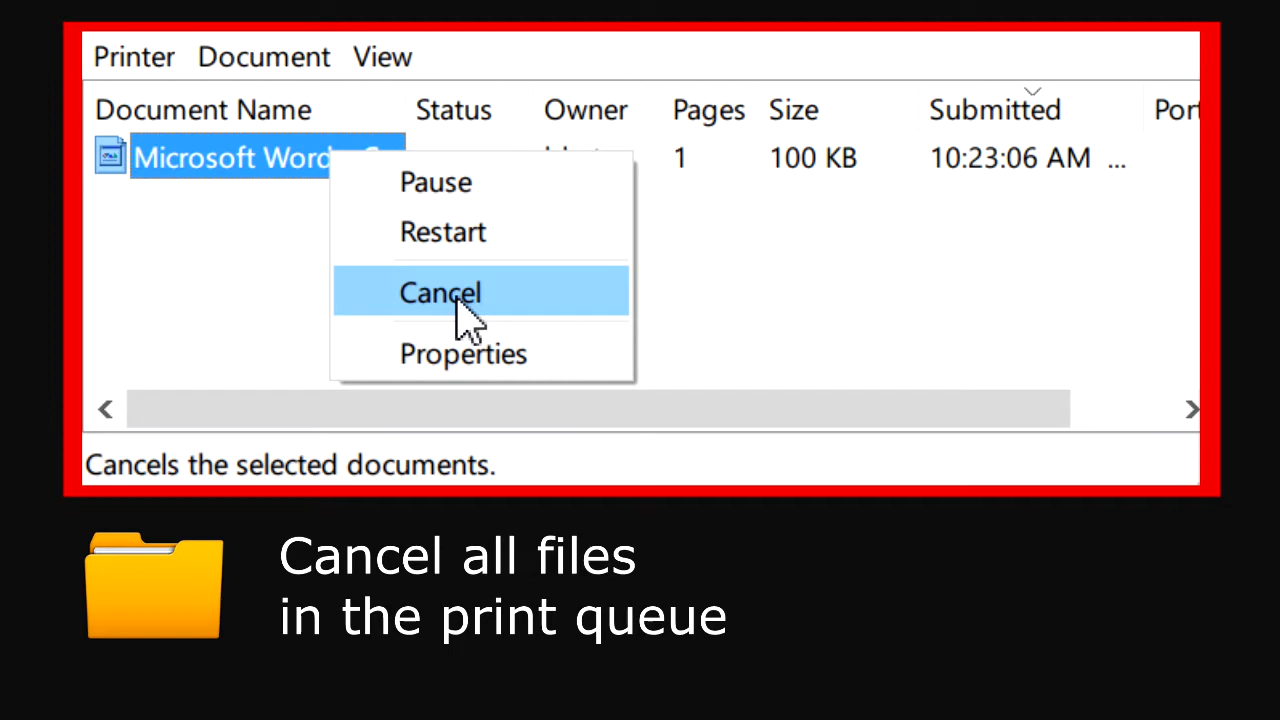 Printer Document View
Document Name Status Owner Pages Size Submitted Port
Microsoft Word 1 100 KB 10:23:06 AM ...
Pause
Restart
Cancel
Properties
Cancels the selected documents.
Cancel all files
in the print queue